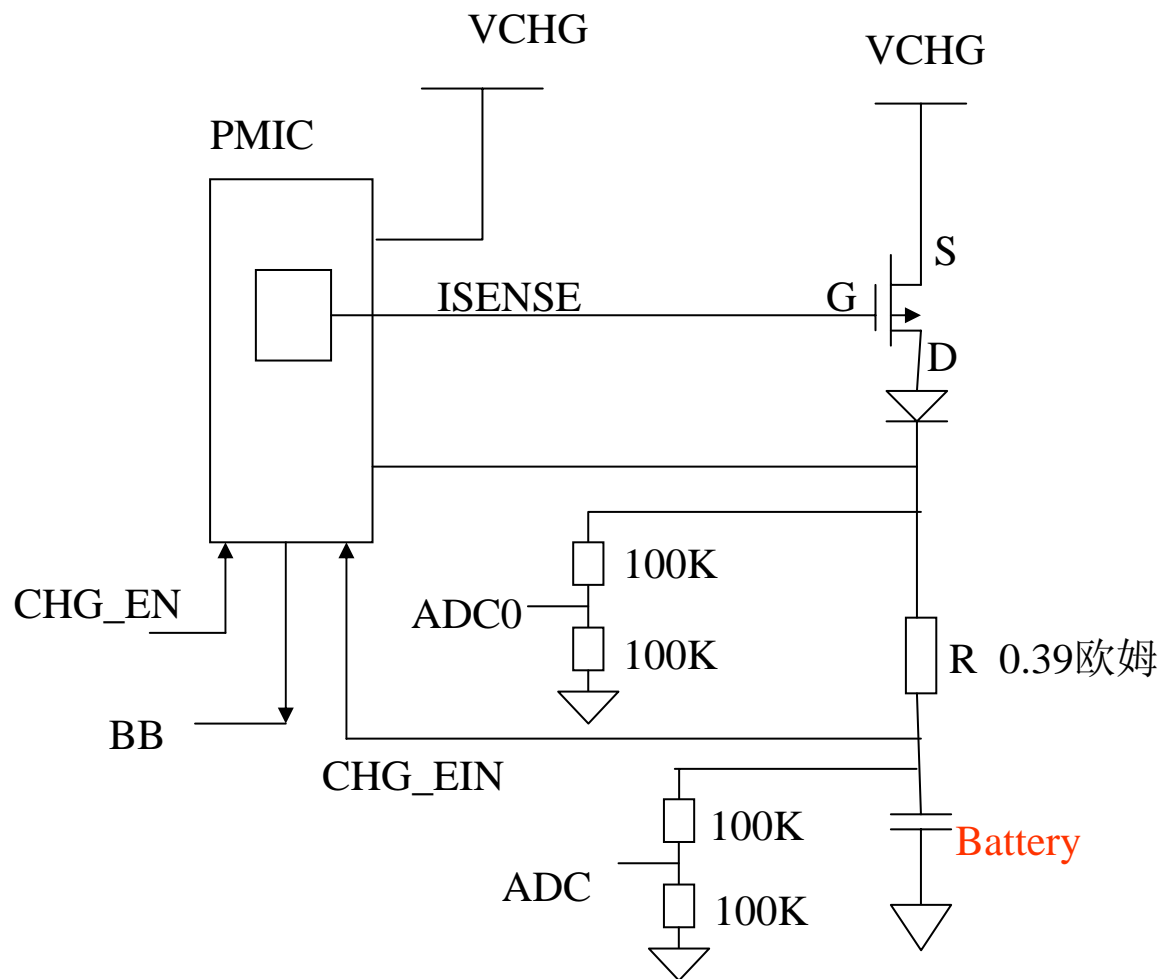 VCHG
VCHG
PMIC
S
ISENSE
G
D
100K
CHG_EN
ADC0
100K
R 0.39欧姆
BB
CHG_EIN
100K
Battery
ADC
100K